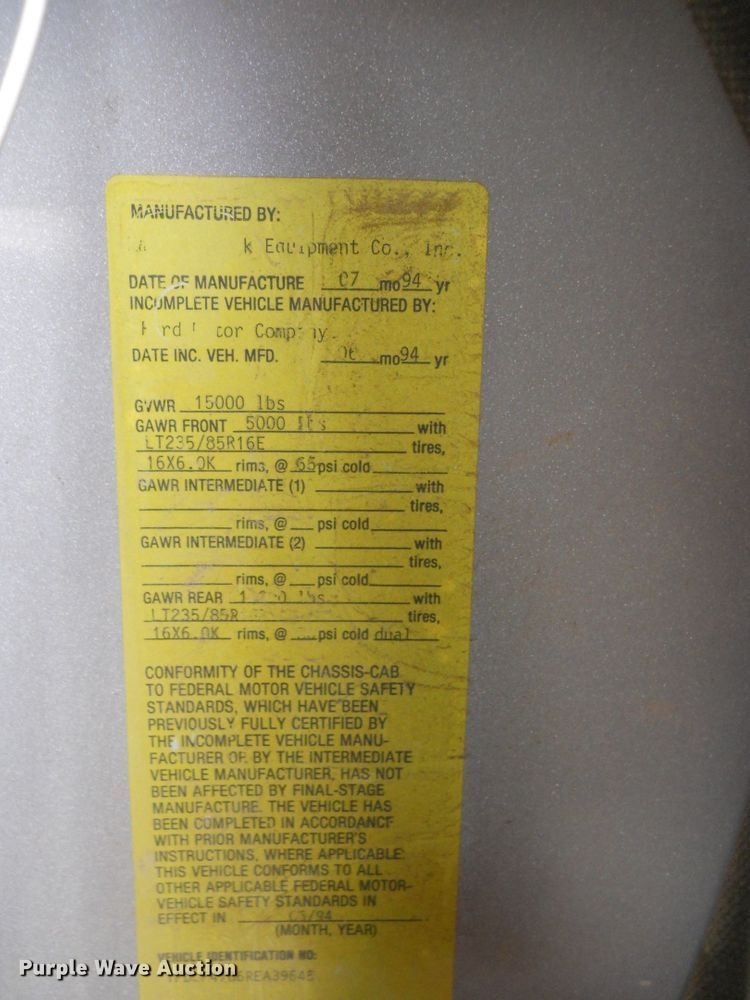 MANUFACTURED BY:
k Equipment Co., Inc.
DATE OF MANUFACTURE 07 mo 94 yr
INCOMPLETE VEHICLE MANUFACTURED BY:
DATE INC. VEH. MFD. mo 94 yr
GVWR 15000 lbs
GAWR FRONT 5000 lbs with
LT235/85R16E tires,
16X6.0K rims, @ 65 psi cold
GAWR INTERMEDIATE (1) with
tires,
rims, @ psi cold
GAWR INTERMEDIATE (2) with
tires,
rims, @ psi cold
GAWR REAR with
LT235/85R tires,
16X6.0K rims, @ psi cold dual
CONFORMITY OF THE CHASSIS-CAB
TO FEDERAL MOTOR VEHICLE SAFETY
STANDARDS, WHICH HAVE BEEN
PREVIOUSLY FULLY CERTIFIED BY
THE INCOMPLETE VEHICLE MANU-
FACTURER OR BY THE INTERMEDIATE
VEHICLE MANUFACTURER, HAS NOT
BEEN AFFECTED BY FINAL-STAGE
MANUFACTURE. THE VEHICLE HAS
BEEN COMPLETED IN ACCORDANCE
WITH PRIOR MANUFACTURER'S
INSTRUCTIONS, WHERE APPLICABLE.
THIS VEHICLE CONFORMS TO ALL
OTHER APPLICABLE FEDERAL MOTOR-
VEHICLE SAFETY STANDARDS IN
EFFECT IN
(MONTH, YEAR)
VEHICLE IDENTIFICATION NO:
Purple Wave Auction